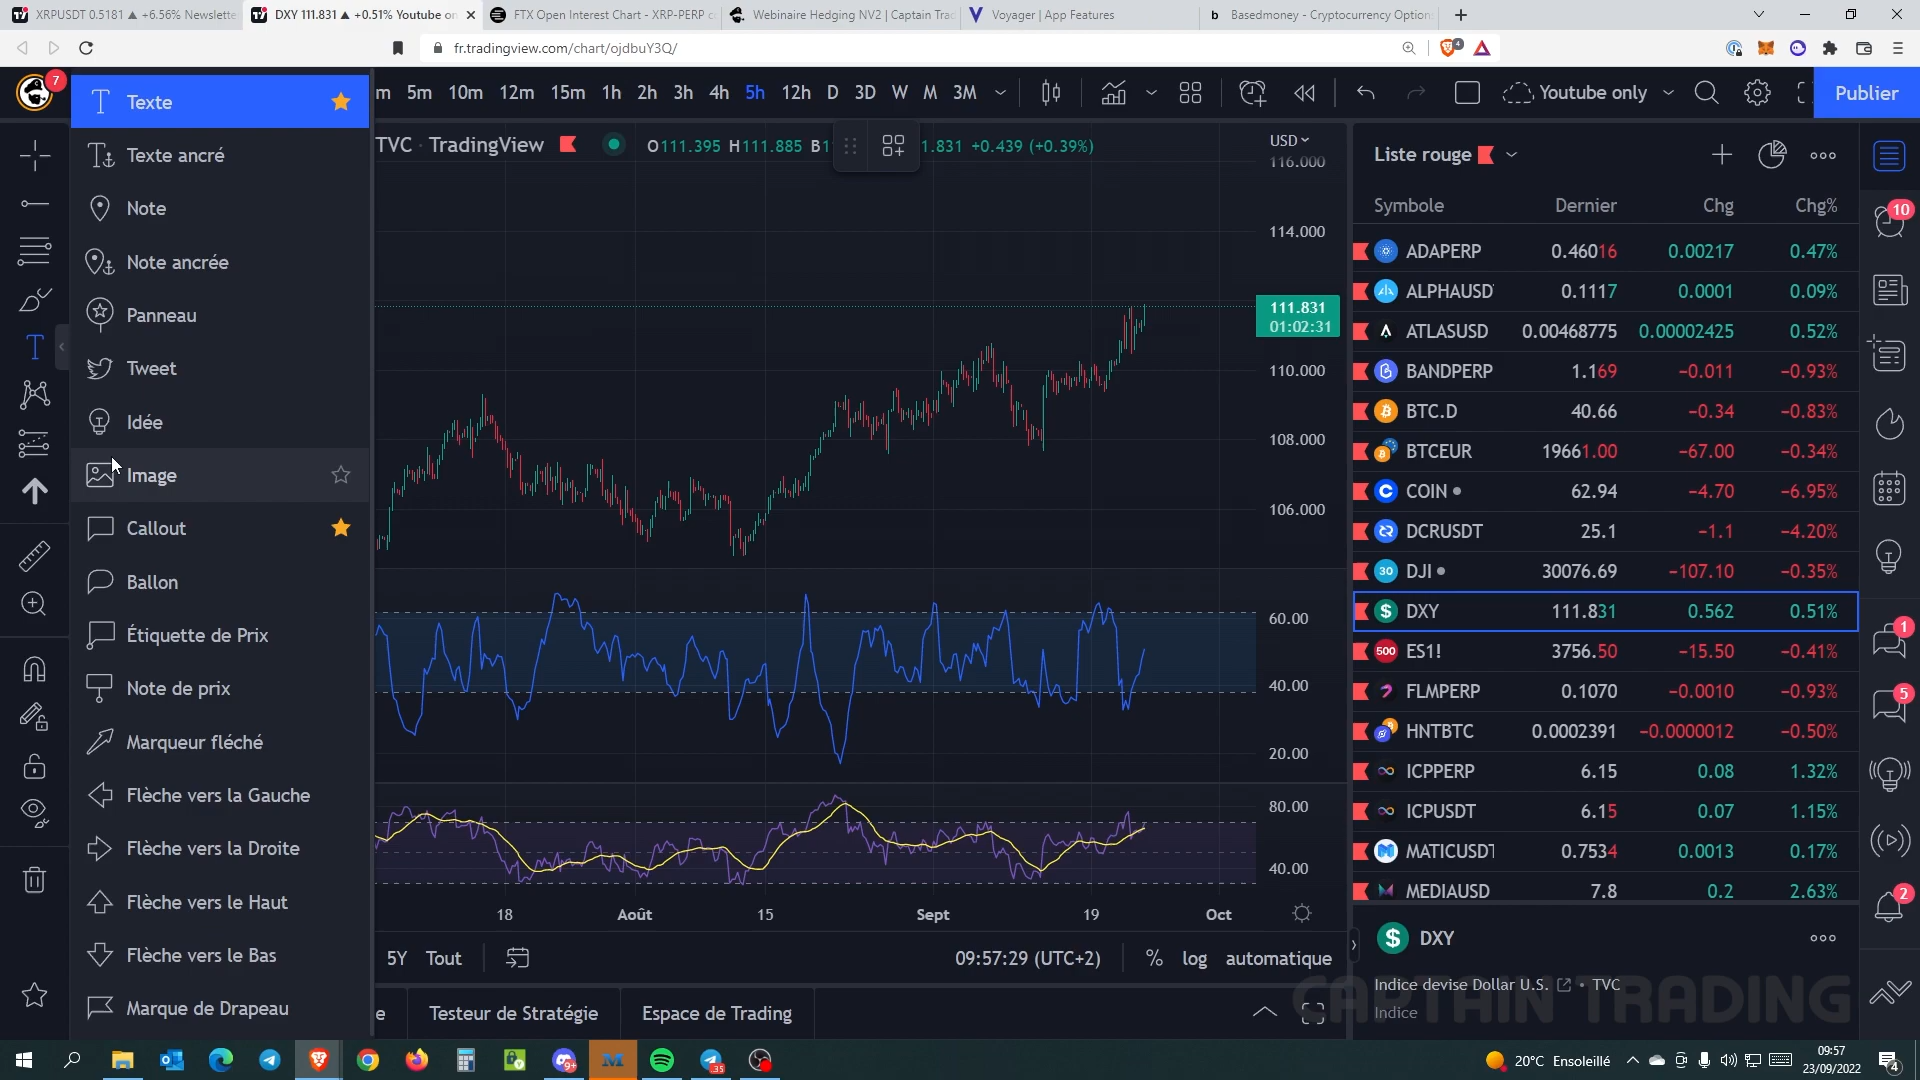 XRPUSDT 0.5181 ▲ +6.56% Newslette
DXY 111.831 ▲ +0.51% Youtube on
FTX Open Interest Chart - XRP-PERP c
Webinaire Hedging NV2 | Captain Trad
Voyager | App Features
Basedmoney - Cryptocurrency Option
fr.tradingview.com/chart/ojdbuY3Q/
4
7
m 5m 10m 12m 15m 1h 2h 3h 4h 5h 12h D 3D W M 3M
Youtube only
Publier
Texte
Texte ancré
Note
Note ancrée
Panneau
Tweet
Idée
Image
Callout
Ballon
Étiquette de Prix
Note de prix
Marqueur fléché
Flèche vers la Gauche
Flèche vers la Droite
Flèche vers le Haut
Flèche vers le Bas
Marque de Drapeau
TVC · TradingView O111.395 H111.885 B1 1.831 +0.439 (+0.39%)
USD
116.000
114.000
111.831
01:02:31
110.000
108.000
106.000
60.00
40.00
20.00
80.00
40.00
18 Août 15 Sept 19 Oct
5Y Tout 09:57:29 (UTC+2) % log automatique
e Testeur de Stratégie Espace de Trading
Liste rouge
Symbole Dernier Chg Chg%
ADAPERP 0.46016 0.00217 0.47%
ALPHAUSD 0.1117 0.0001 0.09%
ATLASUSD 0.00468775 0.00002425 0.52%
BANDPERP 1.169 −0.011 −0.93%
BTC.D 40.66 −0.34 −0.83%
BTCEUR 19661.00 −67.00 −0.34%
COIN 62.94 −4.70 −6.95%
DCRUSDT 25.1 −1.1 −4.20%
30 DJI 30076.69 −107.10 −0.35%
$ DXY 111.831 0.562 0.51%
500 ES1! 3756.50 −15.50 −0.41%
FLMPERP 0.1070 −0.0010 −0.93%
HNTBTC 0.0002391 −0.0000012 −0.50%
ICPPERP 6.15 0.08 1.32%
ICPUSDT 6.15 0.07 1.15%
MATICUSDT 0.7534 0.0013 0.17%
MEDIAUSD 7.8 0.2 2.63%
$ DXY
Indice devise Dollar U.S. • TVC
Indice
CAPTAIN TRADING
10
1
5
2
20°C Ensoleillé
09:57
23/09/2022
4